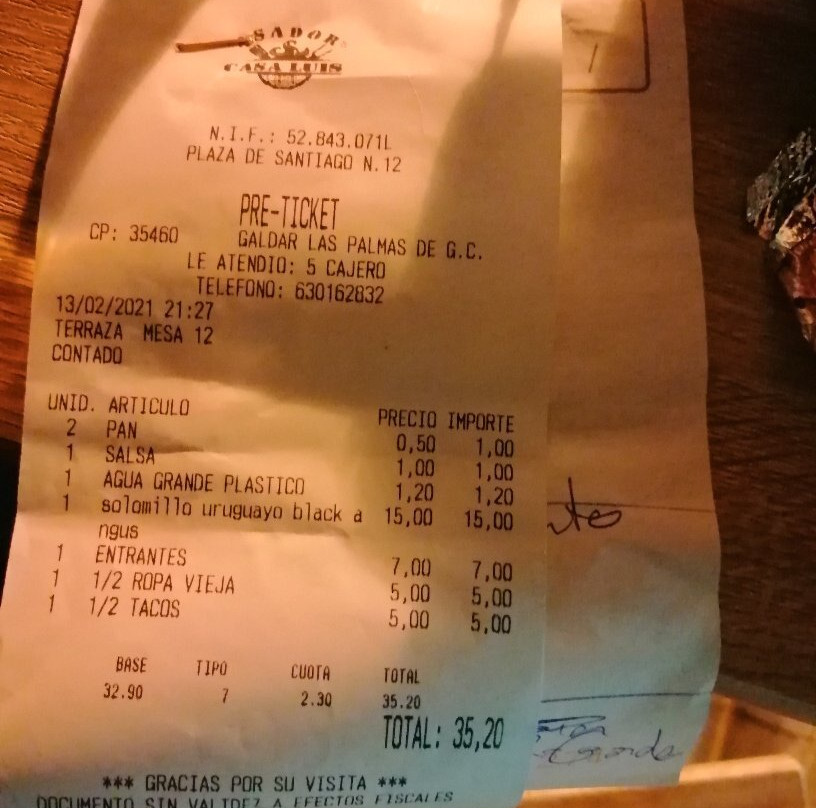 ASADOR
CASA LUIS
N.I.F.: 52.843.071L
PLAZA DE SANTIAGO N.12
PRE-TICKET
CP: 35460 GALDAR LAS PALMAS DE G.C.
LE ATENDIO: 5 CAJERO
TELEFONO: 630162832
13/02/2021 21:27
TERRAZA MESA 12
CONTADO
UNID. ARTICULO PRECIO IMPORTE
2 PAN 0,50 1,00
1 SALSA 1,00 1,00
1 AGUA GRANDE PLASTICO 1,20 1,20
1 solomillo uruguayo black a 15,00 15,00
ngus
1 ENTRANTES 7,00 7,00
1 1/2 ROPA VIEJA 5,00 5,00
1 1/2 TACOS 5,00 5,00
BASE TIPO CUOTA TOTAL
32.90 7 2.30 35.20
TOTAL: 35,20
*** GRACIAS POR SU VISITA ***
DOCUMENTO SIN VALIDEZ A EFECTOS FISCALES